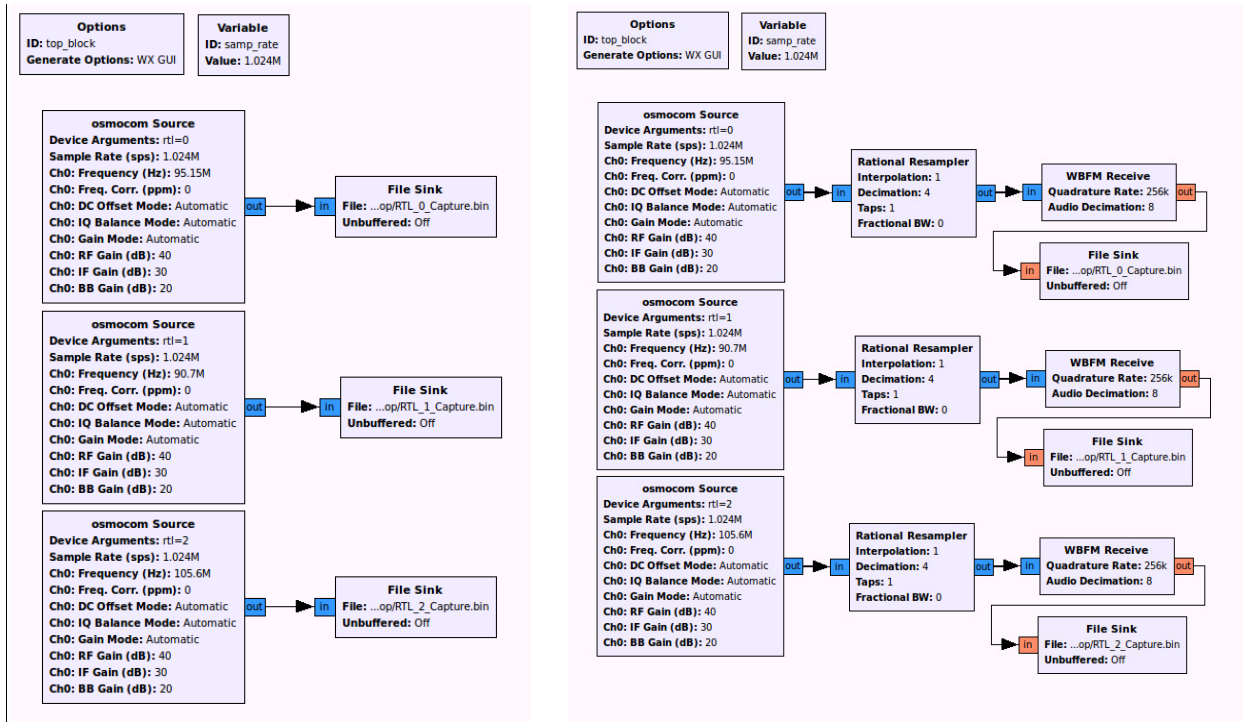 Options
ID: top_block
Generate Options: WX GUI
Variable
ID: samp_rate
Value: 1.024M
osmocom Source
Device Arguments: rtl=0
Sample Rate (sps): 1.024M
Ch0: Frequency (Hz): 95.15M
Ch0: Freq. Corr. (ppm): 0
Ch0: DC Offset Mode: Automatic
Ch0: IQ Balance Mode: Automatic
Ch0: Gain Mode: Automatic
Ch0: RF Gain (dB): 40
Ch0: IF Gain (dB): 30
Ch0: BB Gain (dB): 20
out
in
File Sink
File: ...op/RTL_0_Capture.bin
Unbuffered: Off
osmocom Source
Device Arguments: rtl=1
Sample Rate (sps): 1.024M
Ch0: Frequency (Hz): 90.7M
Ch0: Freq. Corr. (ppm): 0
Ch0: DC Offset Mode: Automatic
Ch0: IQ Balance Mode: Automatic
Ch0: Gain Mode: Automatic
Ch0: RF Gain (dB): 40
Ch0: IF Gain (dB): 30
Ch0: BB Gain (dB): 20
out
in
File Sink
File: ...op/RTL_1_Capture.bin
Unbuffered: Off
osmocom Source
Device Arguments: rtl=2
Sample Rate (sps): 1.024M
Ch0: Frequency (Hz): 105.6M
Ch0: Freq. Corr. (ppm): 0
Ch0: DC Offset Mode: Automatic
Ch0: IQ Balance Mode: Automatic
Ch0: Gain Mode: Automatic
Ch0: RF Gain (dB): 40
Ch0: IF Gain (dB): 30
Ch0: BB Gain (dB): 20
out
in
File Sink
File: ...op/RTL_2_Capture.bin
Unbuffered: Off
Options
ID: top_block
Generate Options: WX GUI
Variable
ID: samp_rate
Value: 1.024M
osmocom Source
Device Arguments: rtl=0
Sample Rate (sps): 1.024M
Ch0: Frequency (Hz): 95.15M
Ch0: Freq. Corr. (ppm): 0
Ch0: DC Offset Mode: Automatic
Ch0: IQ Balance Mode: Automatic
Ch0: Gain Mode: Automatic
Ch0: RF Gain (dB): 40
Ch0: IF Gain (dB): 30
Ch0: BB Gain (dB): 20
out
in
Rational Resampler
Interpolation: 1
Decimation: 4
Taps: 1
Fractional BW: 0
out
in
WBFM Receive
Quadrature Rate: 256k
Audio Decimation: 8
out
in
File Sink
File: ...op/RTL_0_Capture.bin
Unbuffered: Off
osmocom Source
Device Arguments: rtl=1
Sample Rate (sps): 1.024M
Ch0: Frequency (Hz): 90.7M
Ch0: Freq. Corr. (ppm): 0
Ch0: DC Offset Mode: Automatic
Ch0: IQ Balance Mode: Automatic
Ch0: Gain Mode: Automatic
Ch0: RF Gain (dB): 40
Ch0: IF Gain (dB): 30
Ch0: BB Gain (dB): 20
out
in
Rational Resampler
Interpolation: 1
Decimation: 4
Taps: 1
Fractional BW: 0
out
in
WBFM Receive
Quadrature Rate: 256k
Audio Decimation: 8
out
in
File Sink
File: ...op/RTL_1_Capture.bin
Unbuffered: Off
osmocom Source
Device Arguments: rtl=2
Sample Rate (sps): 1.024M
Ch0: Frequency (Hz): 105.6M
Ch0: Freq. Corr. (ppm): 0
Ch0: DC Offset Mode: Automatic
Ch0: IQ Balance Mode: Automatic
Ch0: Gain Mode: Automatic
Ch0: RF Gain (dB): 40
Ch0: IF Gain (dB): 30
Ch0: BB Gain (dB): 20
out
in
Rational Resampler
Interpolation: 1
Decimation: 4
Taps: 1
Fractional BW: 0
out
in
WBFM Receive
Quadrature Rate: 256k
Audio Decimation: 8
out
in
File Sink
File: ...op/RTL_2_Capture.bin
Unbuffered: Off